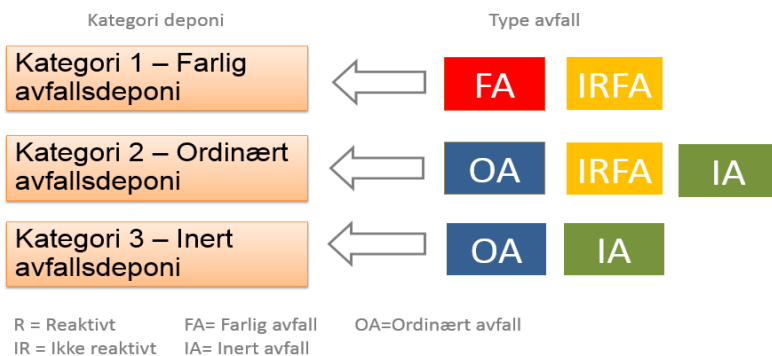 Kategori deponi Type avfall
Kategori 1 – Farlig
avfallsdeponi
FA IRFA
Kategori 2 – Ordinært
avfallsdeponi
OA IRFA IA
Kategori 3 – Inert
avfallsdeponi
OA IA
R = Reaktivt FA= Farlig avfall OA=Ordinært avfall
IR = Ikke reaktivt IA= Inert avfall